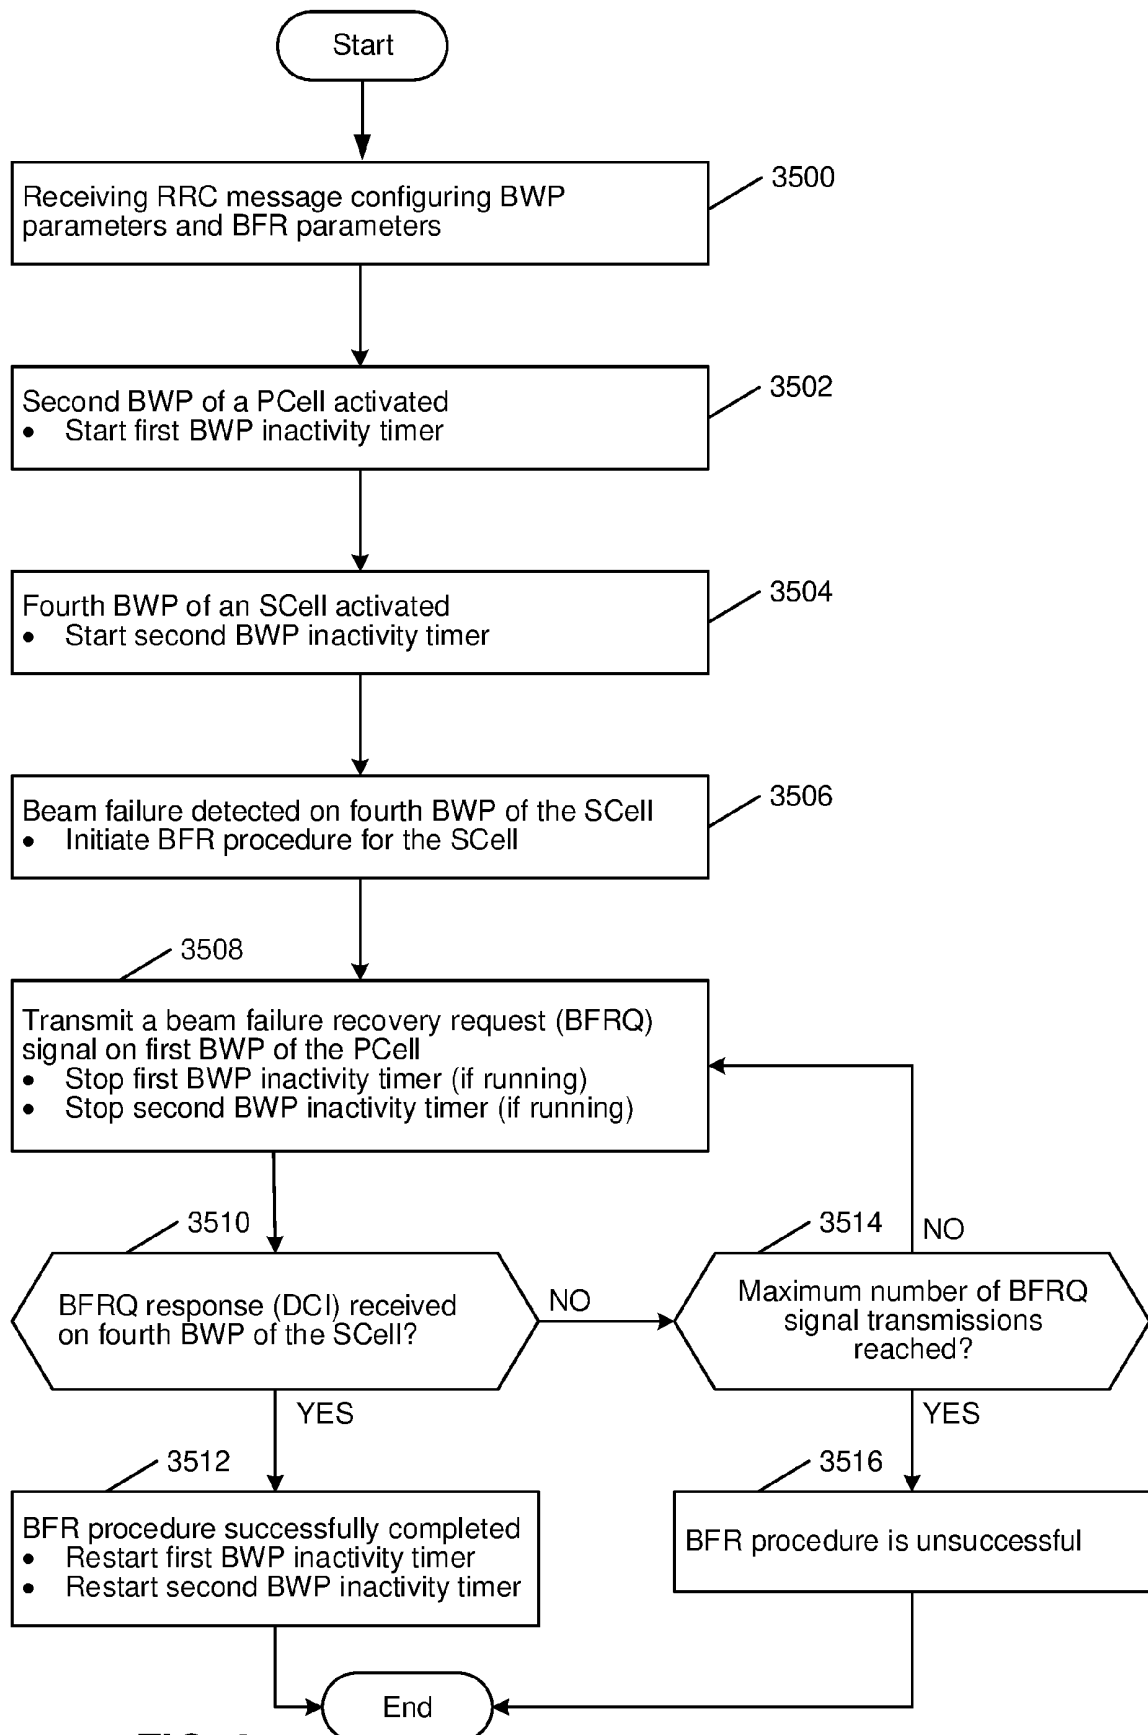 Start
3500
Receiving RRC message configuring BWP
parameters and BFR parameters
3502
Second BWP of a PCell activated
• Start first BWP inactivity timer
3504
Fourth BWP of an SCell activated
• Start second BWP inactivity timer
3506
Beam failure detected on fourth BWP of the SCell
• Initiate BFR procedure for the SCell
3508
Transmit a beam failure recovery request (BFRQ)
signal on first BWP of the PCell
• Stop first BWP inactivity timer (if running)
• Stop second BWP inactivity timer (if running)
3510
BFRQ response (DCI) received
on fourth BWP of the SCell?
NO
3514
NO
Maximum number of BFRQ
signal transmissions
reached?
YES
YES
3512
BFR procedure successfully completed
• Restart first BWP inactivity timer
• Restart second BWP inactivity timer
3516
BFR procedure is unsuccessful
End